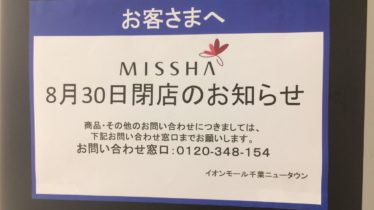 お客さまへ
MISSHA
8月30日閉店のお知らせ
商品・その他のお問い合わせにつきましては、
下記お問い合わせ窓口までお願いします。
お問い合わせ窓口:0120-348-154
イオンモール千葉ニュータウン